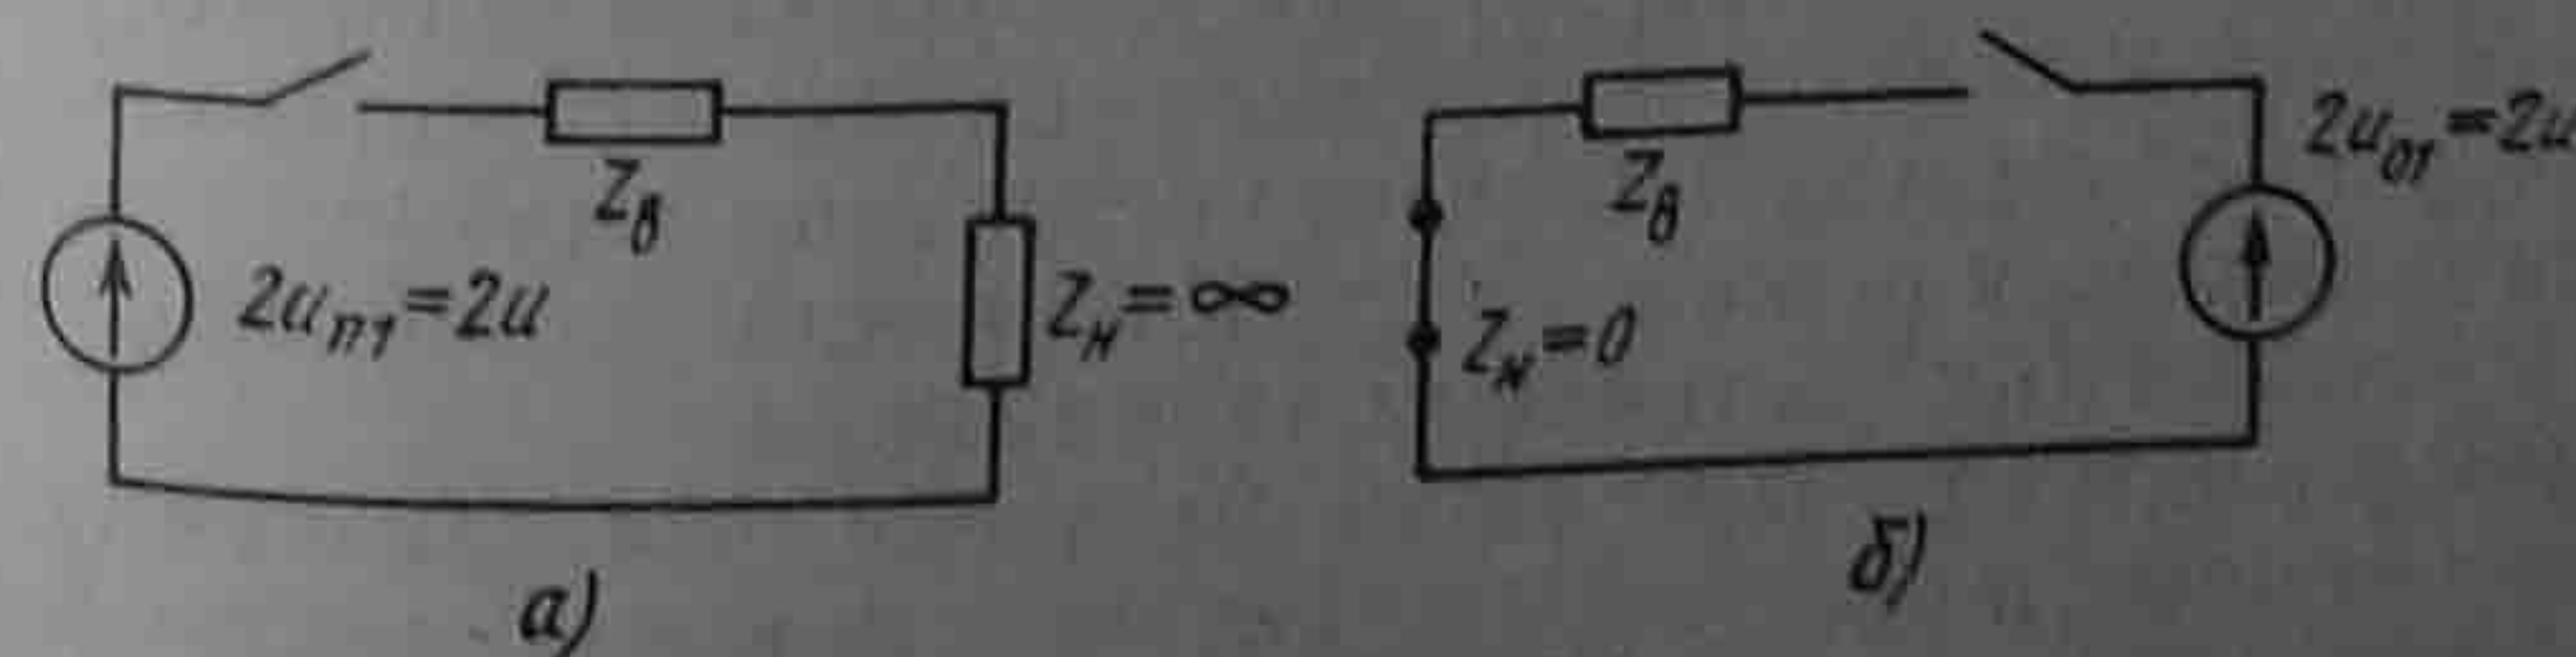 Z_в
2u_п1=2u
Z_н=∞
а)
Z_в
2u_01=2u
Z_н=0
б)